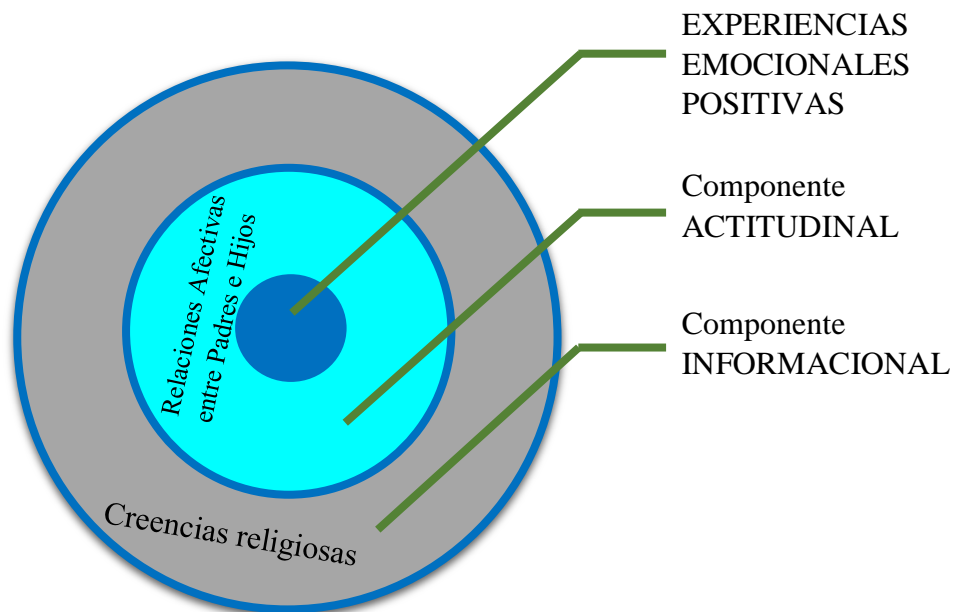 EXPERIENCIAS
EMOCIONALES
POSITIVAS
Componente
ACTITUDINAL
Componente
INFORMACIONAL
Relaciones Afectivas
entre Padres e Hijos
Creencias religiosas